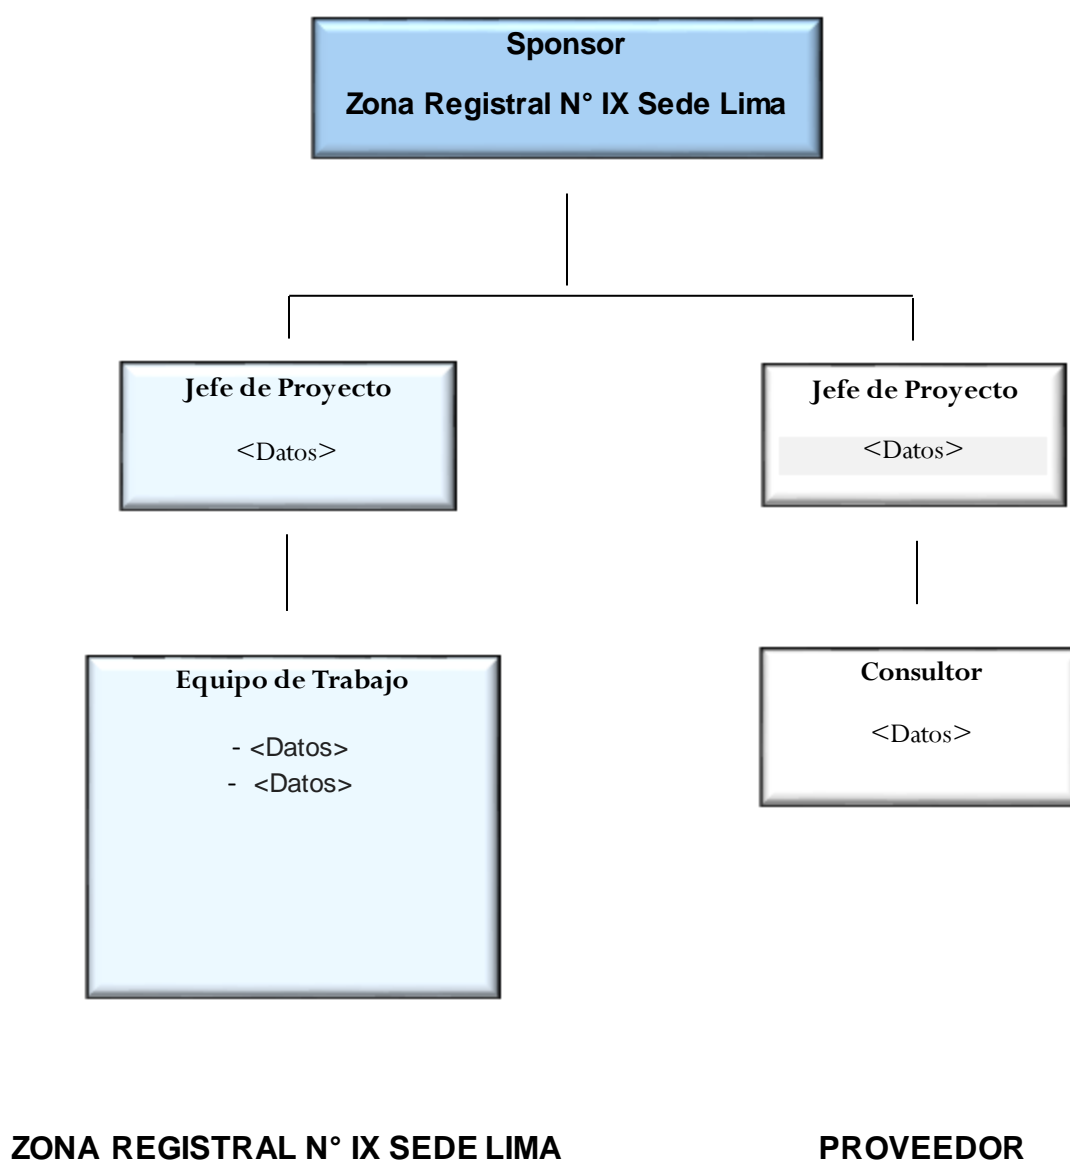 Sponsor
Zona Registral N° IX Sede Lima
Jefe de Proyecto
<Datos>
Jefe de Proyecto
<Datos>
Equipo de Trabajo
- <Datos>
- <Datos>
Consultor
<Datos>
ZONA REGISTRAL N° IX SEDE LIMA
PROVEEDOR